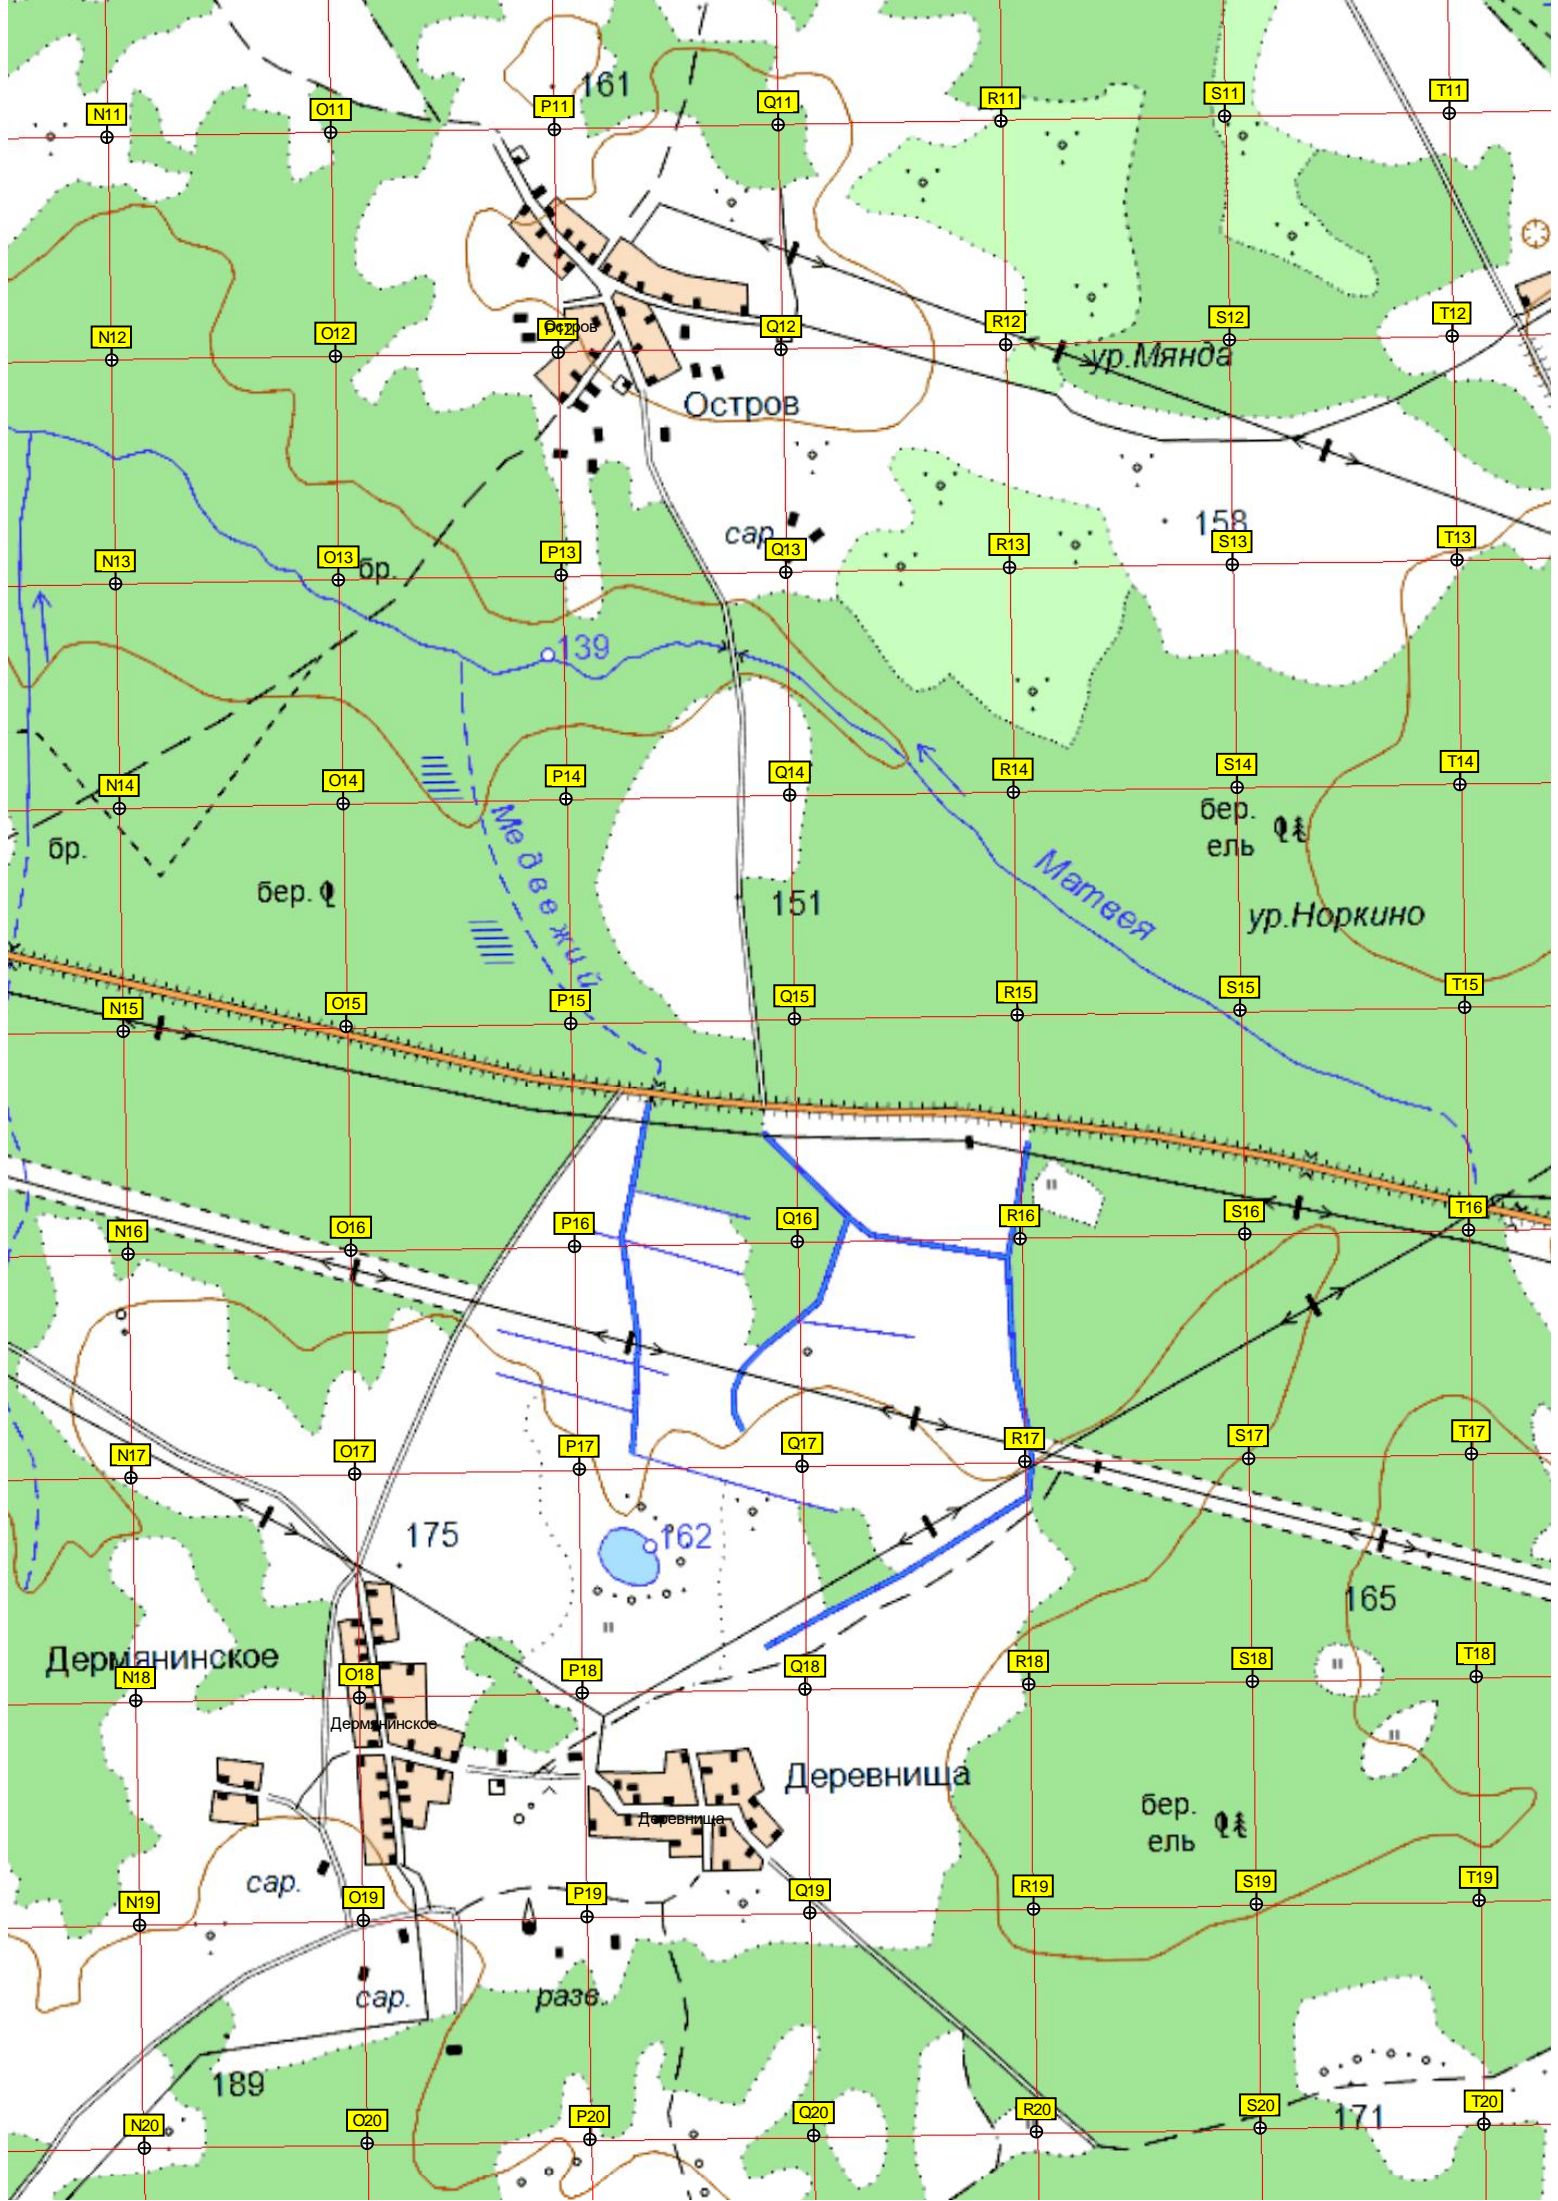 161
N11
O11
P11
Q11
R11
S11
T11
N12
O12
P12
Остров
Q12
R12
S12
T12
ур.Мянда
Остров
сар.
158
N13
O13
бр.
P13
Q13
R13
S13
T13
139
N14
O14
P14
Q14
R14
S14
T14
бр.
бер.
Медвежий
151
Матвея
бер.
ель
ур.Норкино
N15
O15
P15
Q15
R15
S15
T15
N16
O16
P16
Q16
R16
S16
T16
N17
O17
P17
Q17
R17
S17
T17
175
162
165
Дермянинское
N18
O18
P18
Q18
R18
S18
T18
Дермянинское
Деревнища
Деревнища
бер.
ель
сар.
N19
O19
P19
Q19
R19
S19
T19
сар.
разв.
189
171
N20
O20
P20
Q20
R20
S20
T20